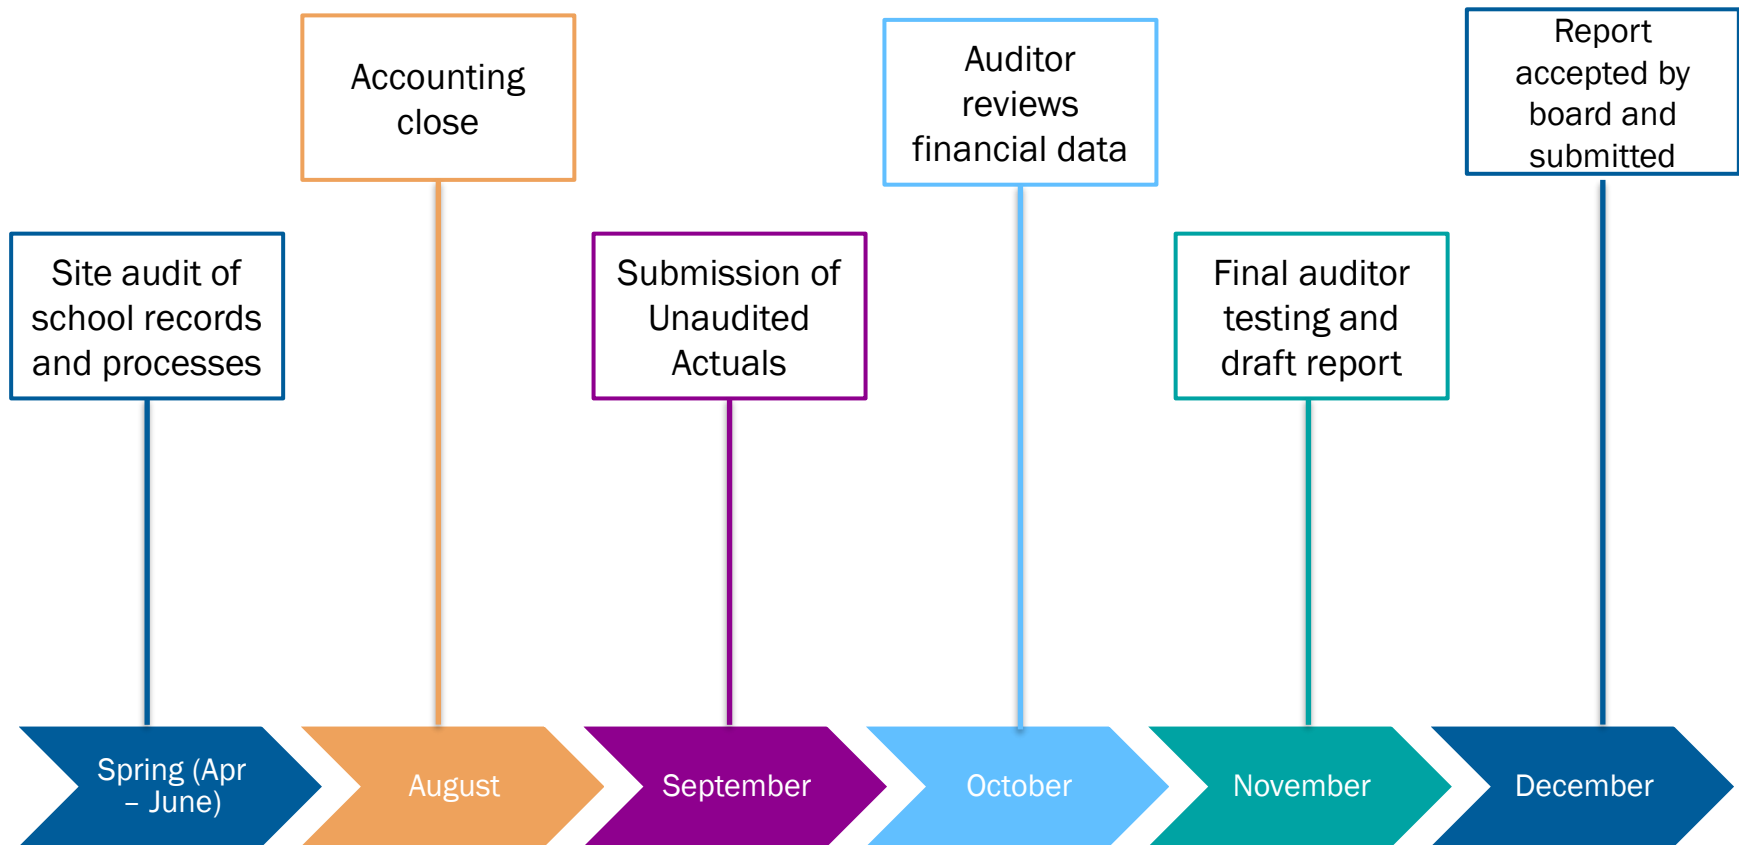 Accounting
close
Auditor
reviews
financial data
Report
accepted by
board and
submitted
Site audit of
school records
and processes
Submission of
Unaudited
Actuals
Final auditor
testing and
draft report
Spring (Apr
– June)
August
September
October
November
December